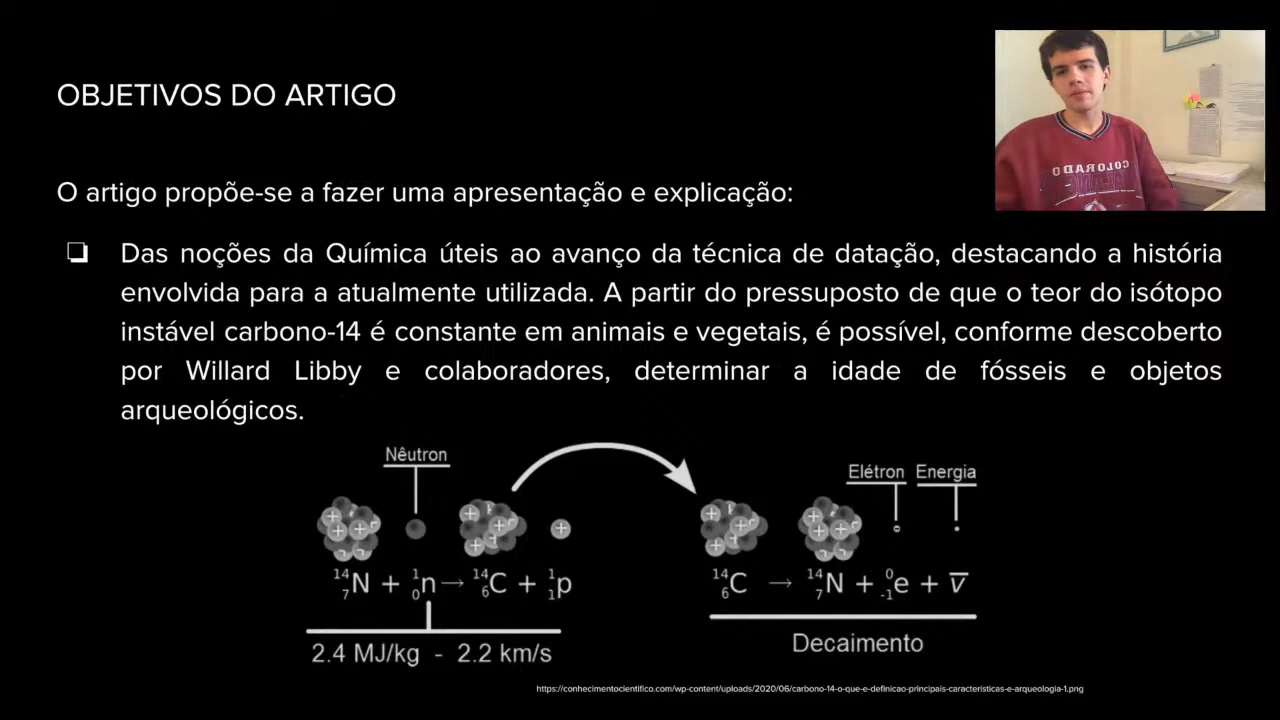 OBJETIVOS DO ARTIGO
O artigo propõe-se a fazer uma apresentação e explicação:
❏ Das noções da Química úteis ao avanço da técnica de datação, destacando a história
envolvida para a atualmente utilizada. A partir do pressuposto de que o teor do isótopo
instável carbono-14 é constante em animais e vegetais, é possível, conforme descoberto
por Willard Libby e colaboradores, determinar a idade de fósseis e objetos
arqueológicos.
COLORADO
Nêutron
Elétron Energia
¹⁴₇N + ¹₀n → ¹⁴₆C + ¹₁p
¹⁴₆C → ¹⁴₇N + ⁰₋₁e + v̅
2.4 MJ/kg - 2.2 km/s
Decaimento
https://conhecimentocientifico.com/wp-content/uploads/2020/06/carbono-14-o-que-e-definicao-principais-caracteristicas-e-arqueologia-1.png